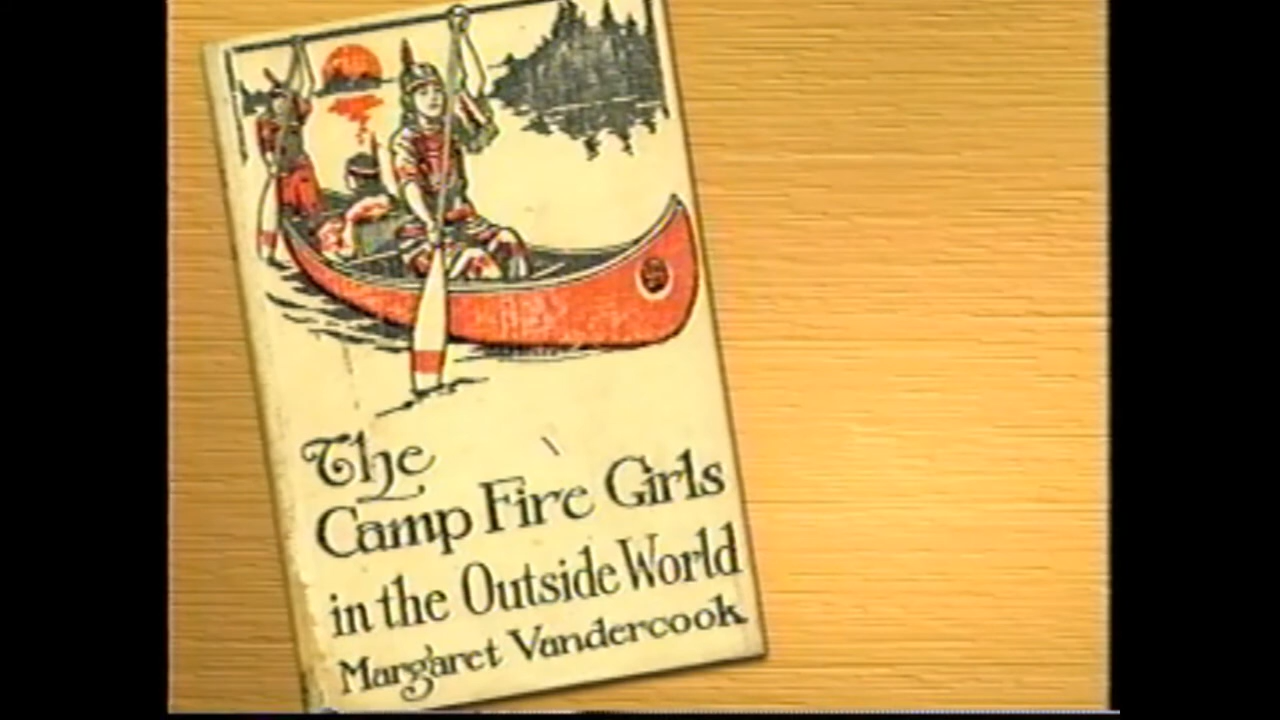 The
Camp Fire Girls
in the Outside World
Margaret Vandercook